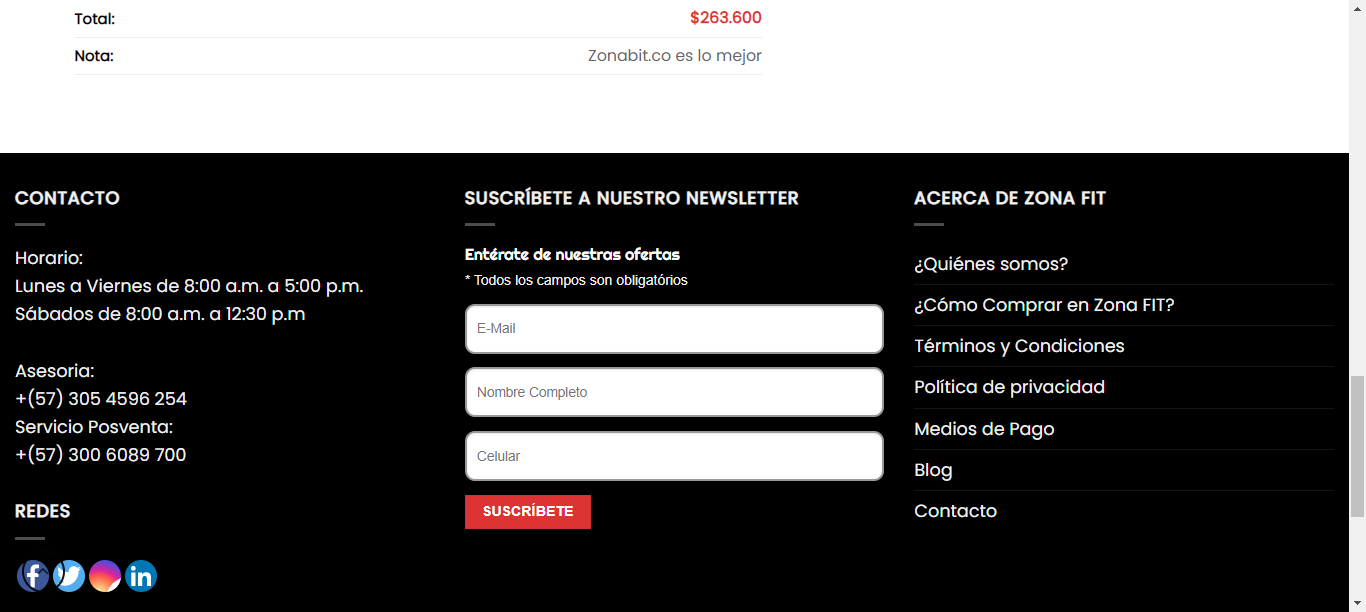 Total: $263.600
Nota: Zonabit.co es lo mejor
CONTACTO
Horario:
Lunes a Viernes de 8:00 a.m. a 5:00 p.m.
Sábados de 8:00 a.m. a 12:30 p.m
Asesoria:
+(57) 305 4596 254
Servicio Posventa:
+(57) 300 6089 700
REDES
SUSCRÍBETE A NUESTRO NEWSLETTER
Entérate de nuestras ofertas
* Todos los campos son obligatórios
E-Mail
Nombre Completo
Celular
SUSCRÍBETE
ACERCA DE ZONA FIT
¿Quiénes somos?
¿Cómo Comprar en Zona FIT?
Términos y Condiciones
Política de privacidad
Medios de Pago
Blog
Contacto